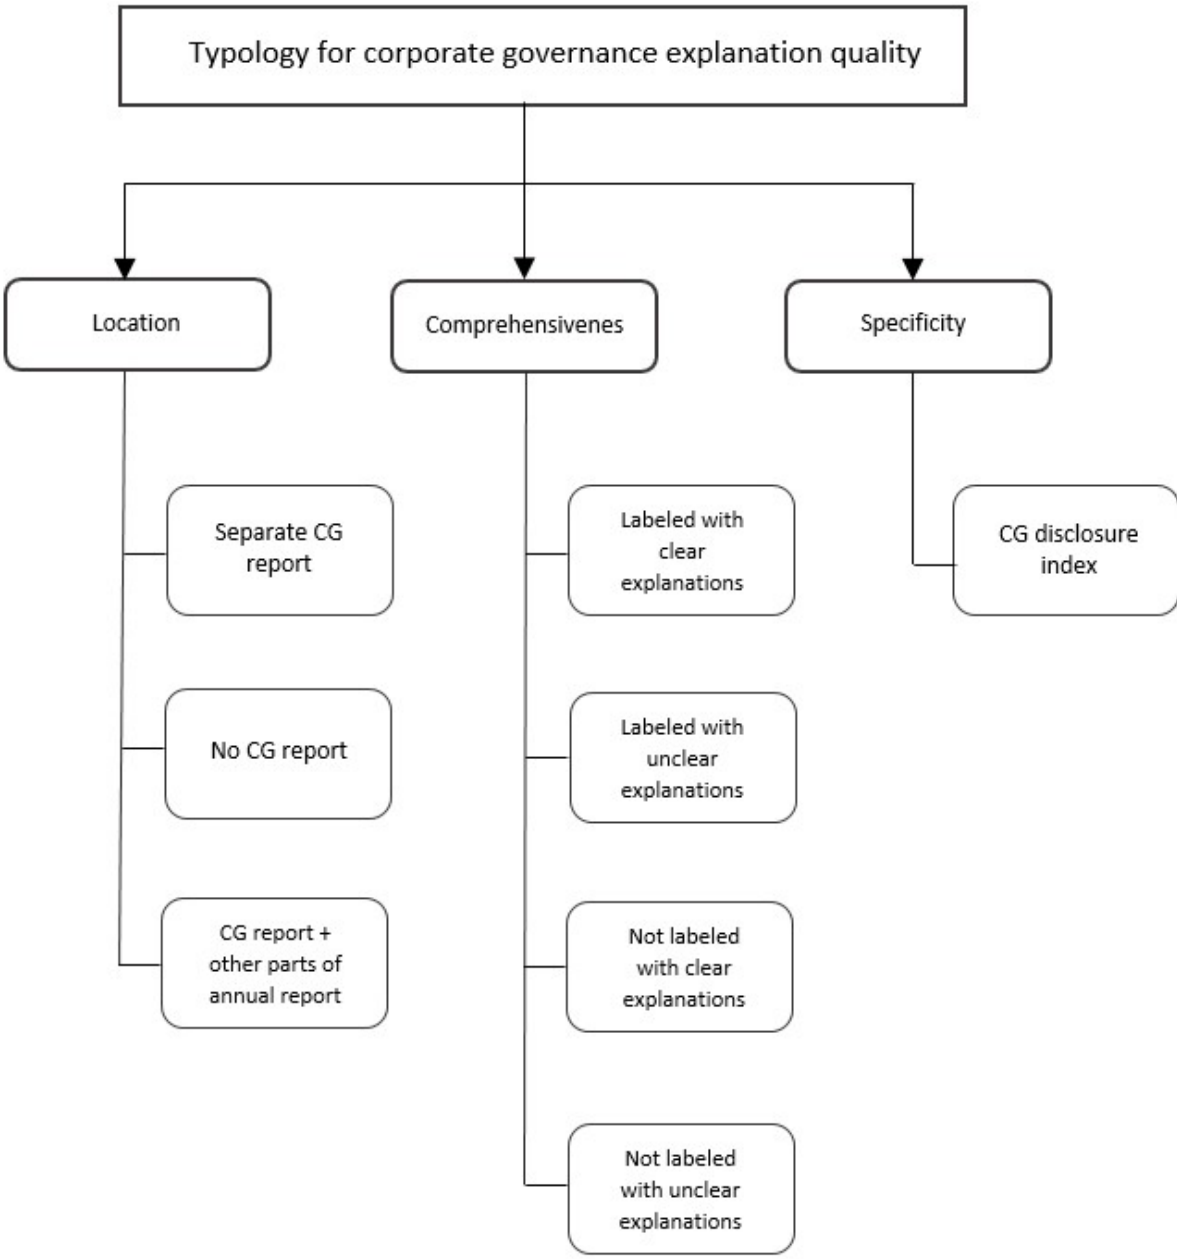 Typology for corporate governance explanation quality
Location
Comprehensivenes
Specificity
Separate CG
report
Labeled with
clear
explanations
CG disclosure
index
No CG report
Labeled with
unclear
explanations
CG report +
other parts of
annual report
Not labeled
with clear
explanations
Not labeled
with unclear
explanations